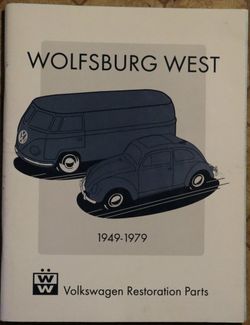 WOLFSBURG WEST
1949-1979
WW
Volkswagen Restoration Parts